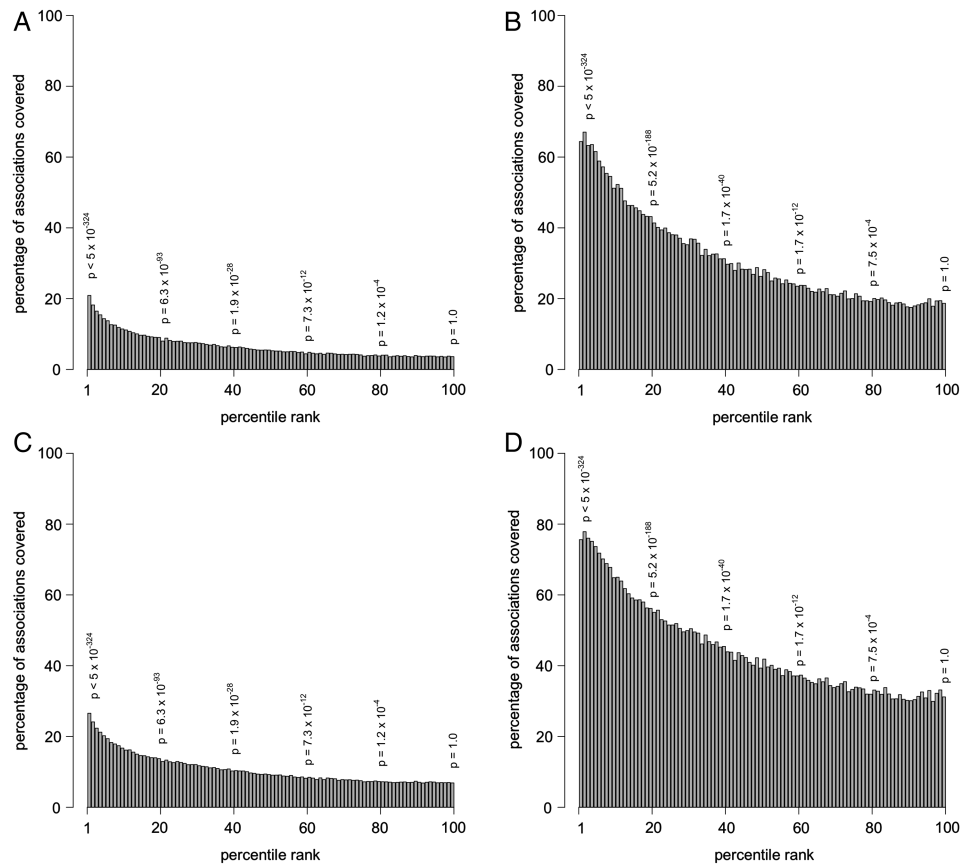 A
percentage of associations covered
100
80
60
40
20
0
p < 5 x 10^-324
p = 6.3 x 10^-93
p = 1.9 x 10^-28
p = 7.3 x 10^-12
p = 1.2 x 10^-4
p = 1.0
1 20 40 60 80 100
percentile rank
B
percentage of associations covered
100
80
60
40
20
0
p < 5 x 10^-324
p = 5.2 x 10^-188
p = 1.7 x 10^-40
p = 1.7 x 10^-12
p = 7.5 x 10^-4
p = 1.0
1 20 40 60 80 100
percentile rank
C
percentage of associations covered
100
80
60
40
20
0
p < 5 x 10^-324
p = 6.3 x 10^-93
p = 1.9 x 10^-28
p = 7.3 x 10^-12
p = 1.2 x 10^-4
p = 1.0
1 20 40 60 80 100
percentile rank
D
percentage of associations covered
100
80
60
40
20
0
p < 5 x 10^-324
p = 5.2 x 10^-188
p = 1.7 x 10^-40
p = 1.7 x 10^-12
p = 7.5 x 10^-4
p = 1.0
1 20 40 60 80 100
percentile rank